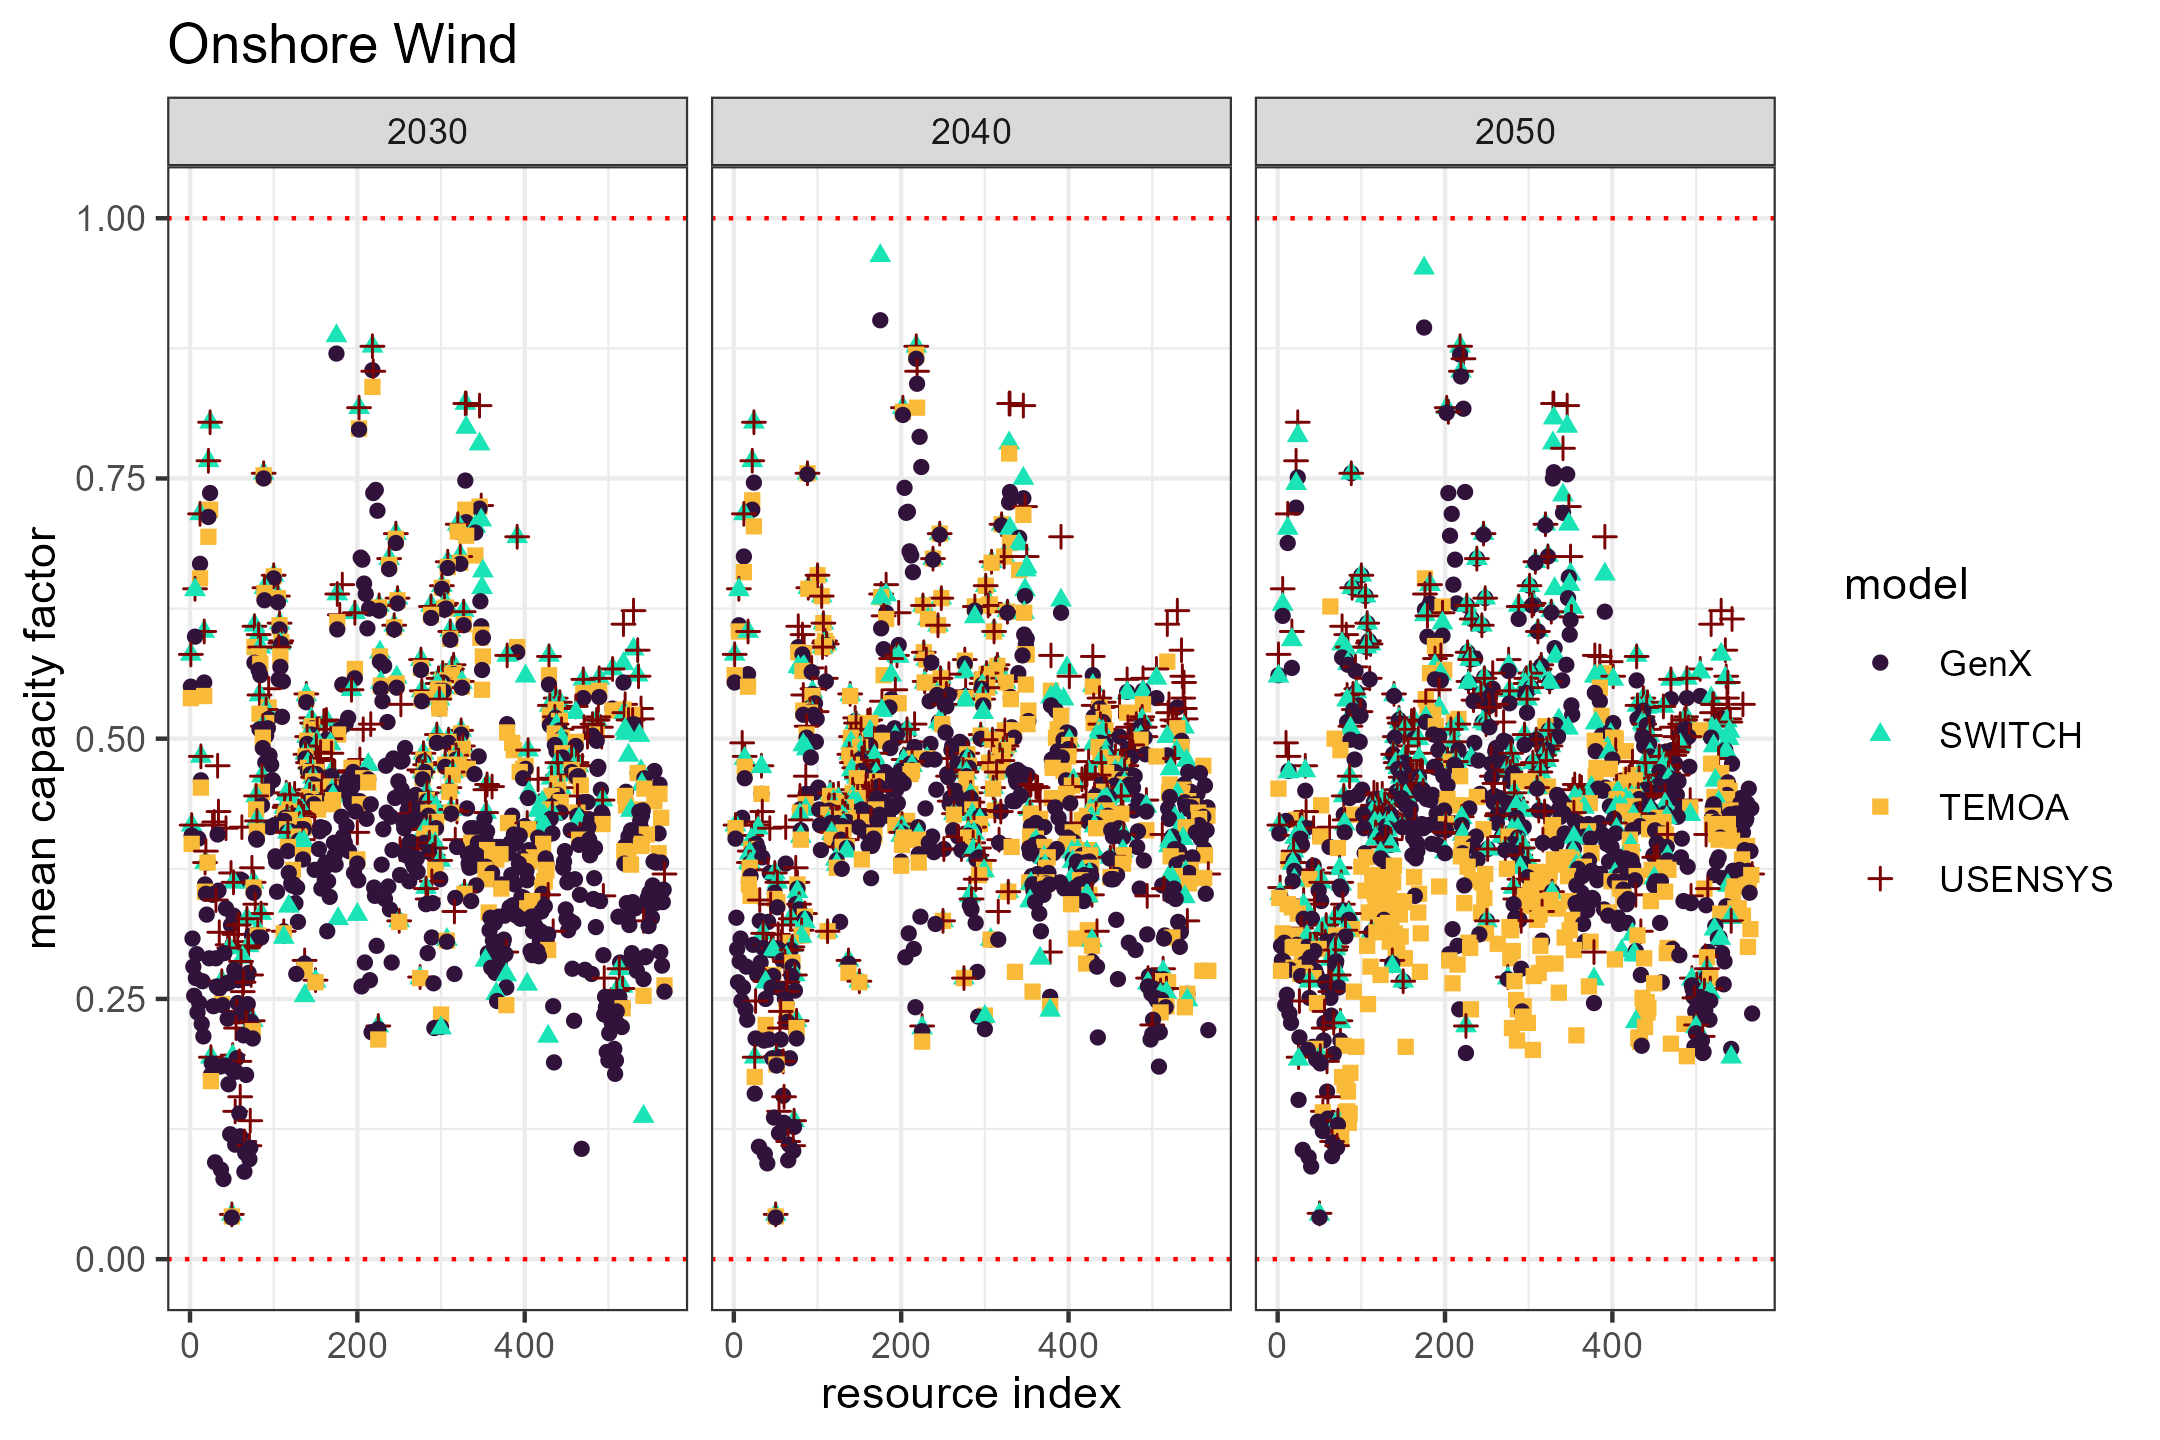 Onshore Wind
2030
2040
2050
mean capacity factor
1.00
0.75
0.50
0.25
0.00
0 200 400
0 200 400
0 200 400
resource index
model
GenX
SWITCH
TEMOA
USENSYS